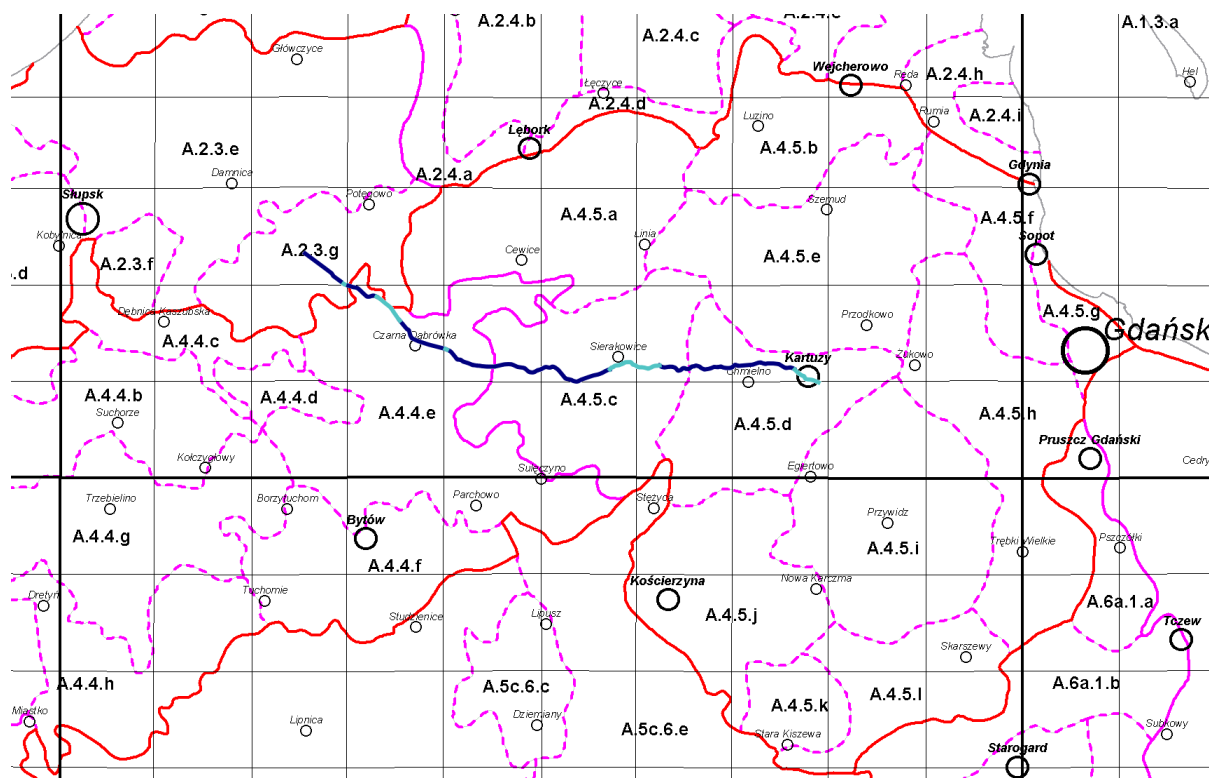 A.2.4.b
A.2.4.e
A.1.3.a
A.2.4.c
Główczyce
Wejcherowo
Reda
A.2.4.h
Hel
Łęczyce
A.2.4.d
Rumia
A.2.4.i
Luzino
Lębork
A.2.3.e
A.4.5.b
Gdynia
Damnica
A.2.4.a
Słupsk
Potęgowo
Szemud
A.4.5.a
A.4.5.f
Kobylnica
Linia
Sopot
A.2.3.g
Cewice
A.4.5.e
.d
A.2.3.f
Dębnica Kaszubska
A.4.5.g
Gdańsk
Przodkowo
Czarna Dąbrówka
A.4.4.c
Sierakowice
Kartuzy
Żukowo
Chmielno
A.4.4.b
A.4.4.d
A.4.5.c
Suchorze
A.4.4.e
A.4.5.h
A.4.5.d
Pruszcz Gdański
Kołczygłowy
Sulęczyno
Egiertowo
Cedry
Trzebielino
Borzytuchom
Parchowo
Stężyca
Przywidz
Bytów
A.4.4.g
A.4.5.i
Trębki Wielkie
Pszczółki
A.4.4.f
Kościerzyna
Nowa Karczma
Dretyń
Tuchomie
A.6a.1.a
Studzienice
Lipusz
A.4.5.j
Tczew
Skarszewy
A.4.4.h
A.5c.6.c
A.4.5.l
A.6a.1.b
Miastko
Lipnica
Dziemiany
A.4.5.k
A.5c.6.e
Stara Kiszewa
Subkowy
Starogard